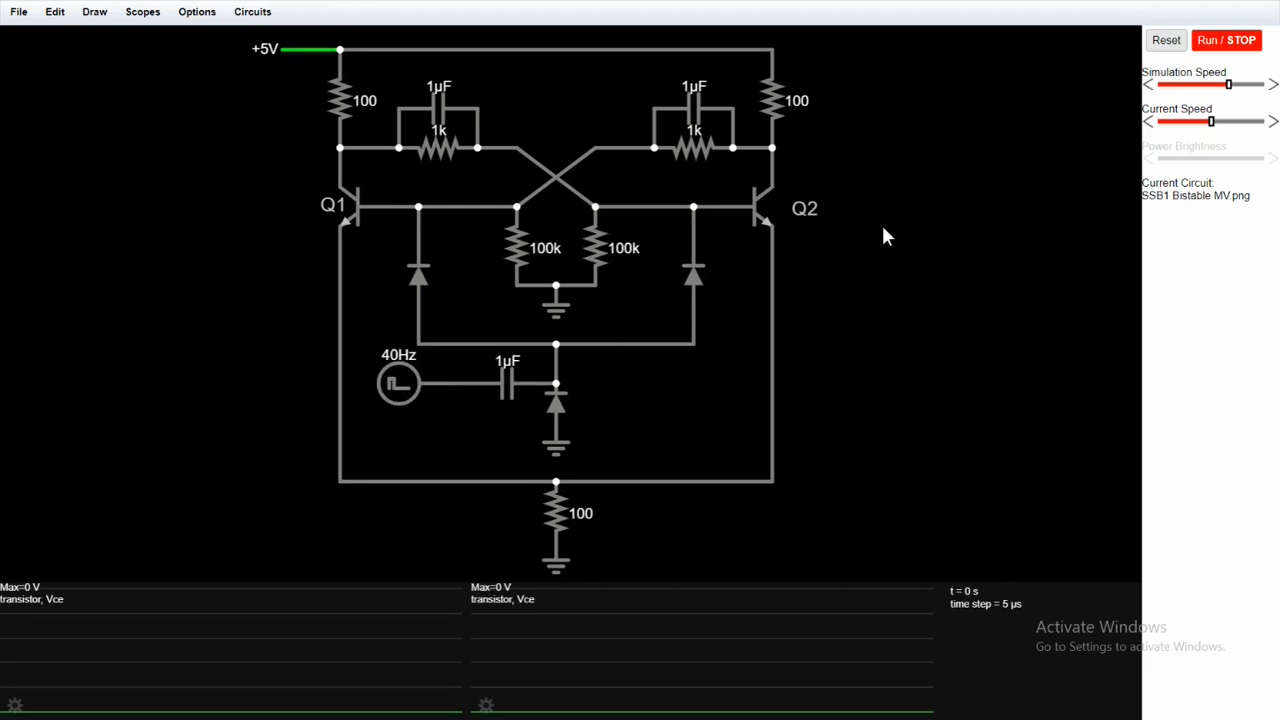 File Edit Draw Scopes Options Circuits
Reset Run / STOP
Simulation Speed
Current Speed
Power Brightness
Current Circuit:
SSB1 Bistable MV.png
+5V
100
1µF
1k
1µF
1k
100
Q1
Q2
100k
100k
40Hz
1µF
100
Max=0 V
transistor, Vce
Max=0 V
transistor, Vce
t = 0 s
time step = 5 µs
Activate Windows
Go to Settings to activate Windows.